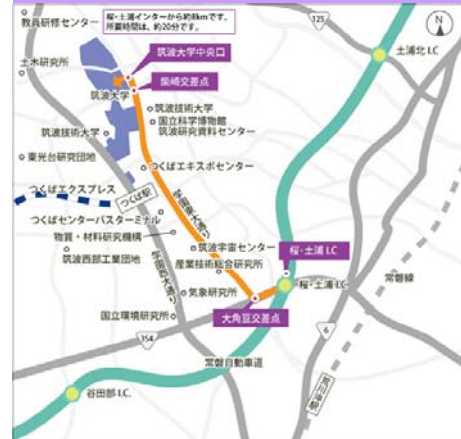 教員研修センター
桜・土浦インターから約8kmです。
所要時間は、約20分です。
125
N
土浦北 I.C
筑波大学中央口
土木研究所
柴崎交差点
筑波大学
筑波技術大学
国立科学博物館
筑波研究資料センター
筑波技術大学
東光台研究団地
つくばエキスポセンター
つくばエクスプレス
つくば駅
学園東大通り
つくばセンターバスターミナル
物質・材料研究機構
筑波宇宙センター
桜・土浦 I.C
筑波西部工業団地
産業技術総合研究所
学園西大通り
常磐線
気象研究所
桜・土浦 I.C
国立環境研究所
大角豆交差点
6
354
常磐自動車道
谷田部 I.C.